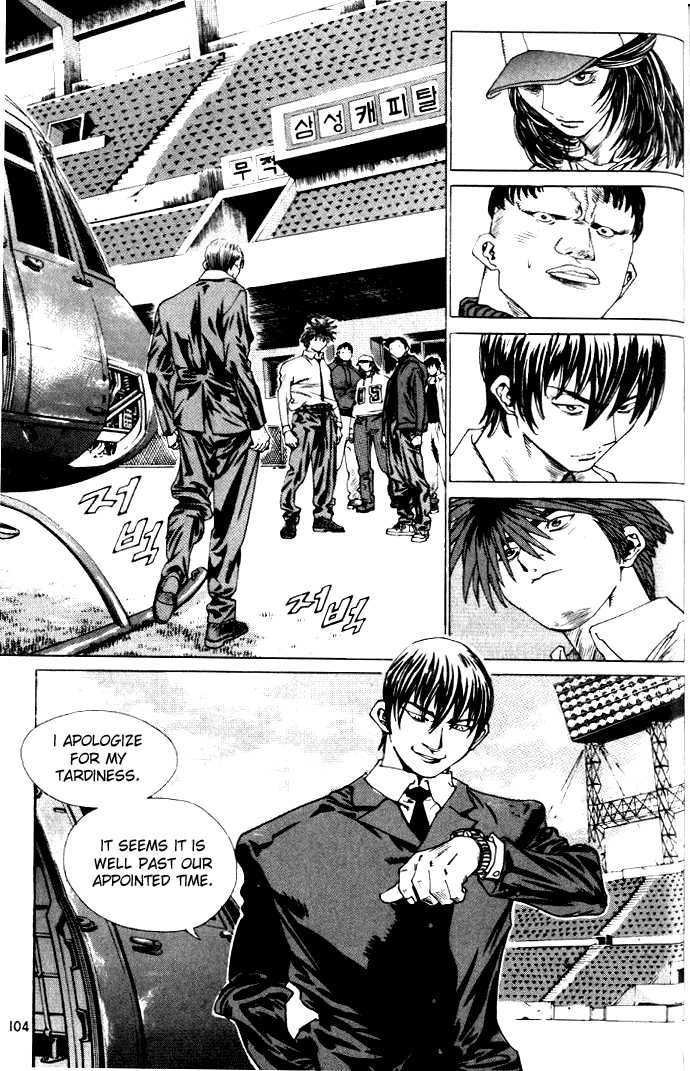 삼성캐피탈
무적
저
벅
저벅
I APOLOGIZE
FOR MY
TARDINESS.
IT SEEMS IT IS
WELL PAST OUR
APPOINTED TIME.
104